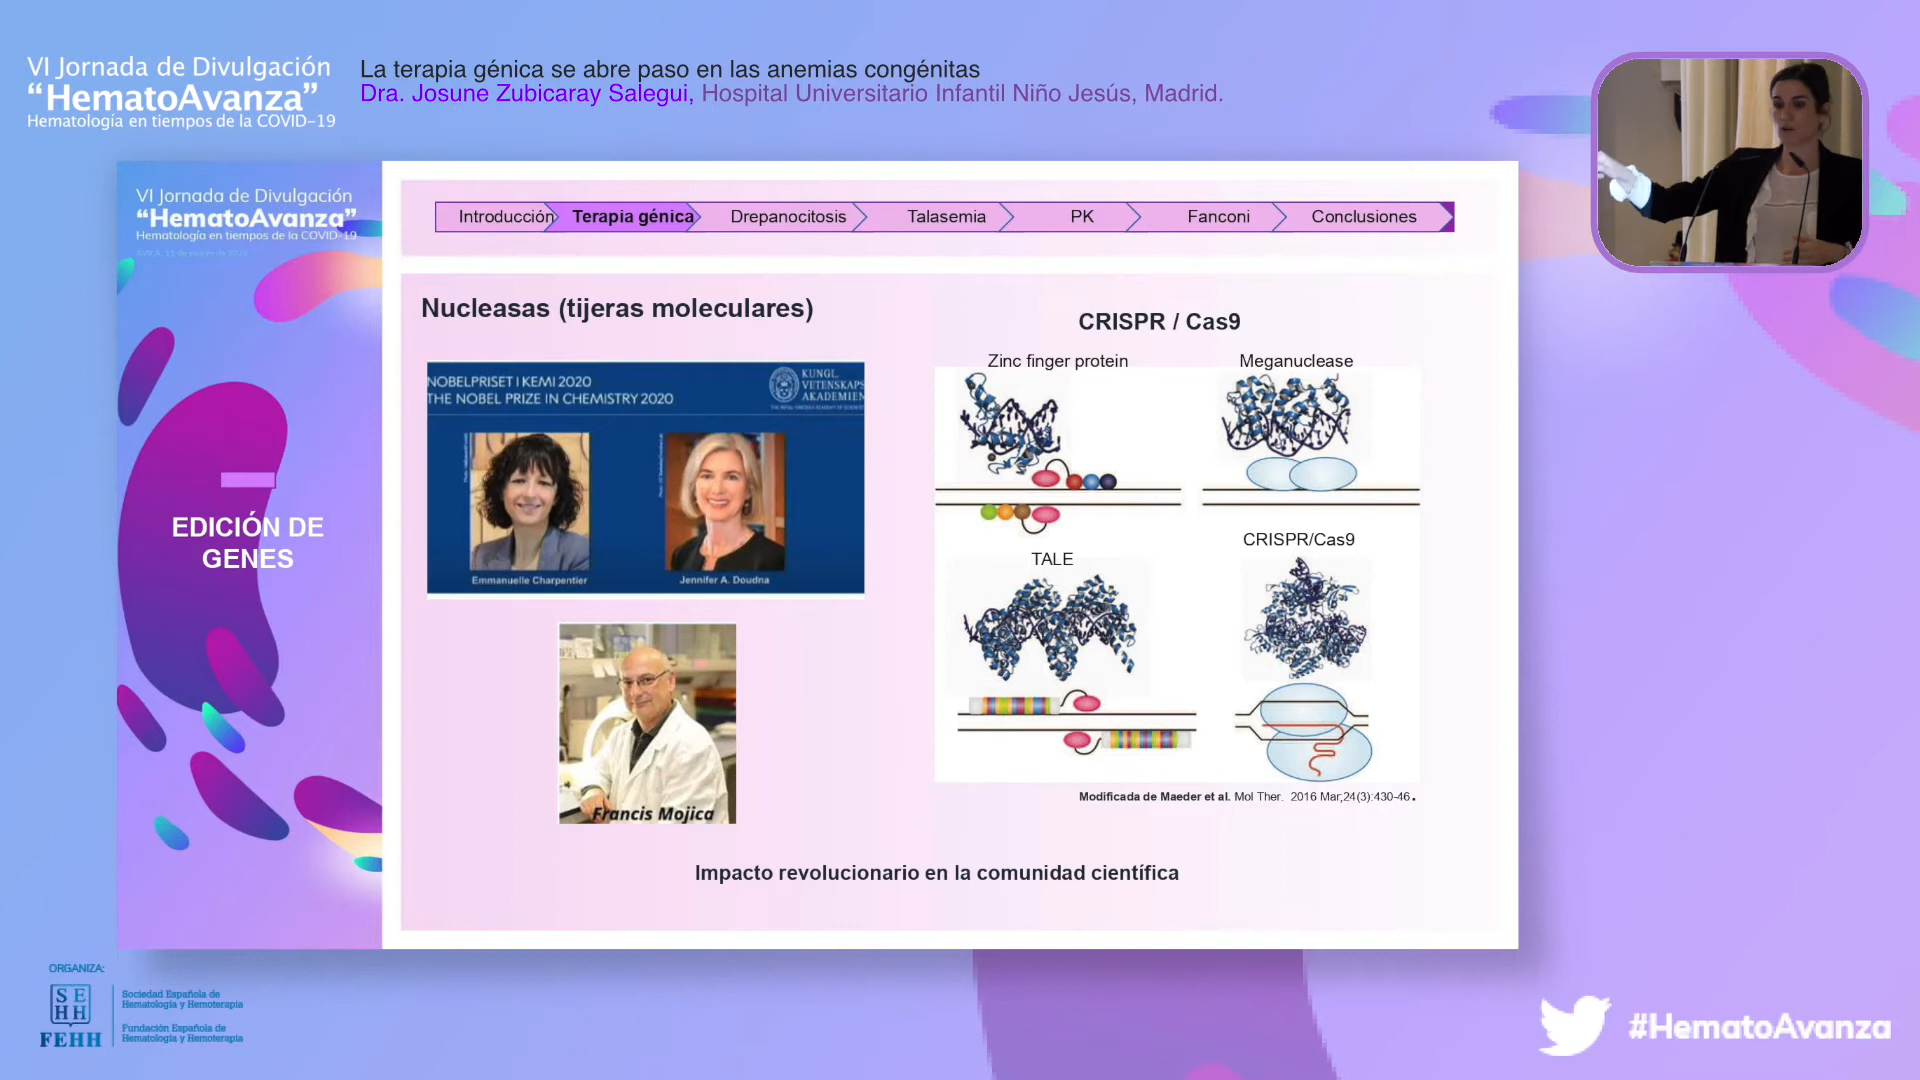 VI Jornada de Divulgación
“HematoAvanza”
Hematología en tiempos de la COVID-19
La terapia génica se abre paso en las anemias congénitas
Dra. Josune Zubicaray Salegui, Hospital Universitario Infantil Niño Jesús, Madrid.
VI Jornada de Divulgación
“HematoAvanza”
Hematología en tiempos de la COVID-19
EDICIÓN DE
GENES
Introducción Terapia génica Drepanocitosis Talasemia PK Fanconi Conclusiones
Nucleasas (tijeras moleculares)
NOBELPRISET I KEMI 2020
THE NOBEL PRIZE IN CHEMISTRY 2020
KUNGL.
VETENSKAPS
AKADEMIEN
Emmanuelle Charpentier
Jennifer A. Doudna
Francis Mojica
CRISPR / Cas9
Zinc finger protein
Meganuclease
TALE
CRISPR/Cas9
Modificada de Maeder et al. Mol Ther. 2016 Mar;24(3):430-46.
Impacto revolucionario en la comunidad científica
ORGANIZA:
SE
HH
FEHH
Sociedad Española de
Hematología y Hemoterapia
Fundación Española de
Hematología y Hemoterapia
#HematoAvanza